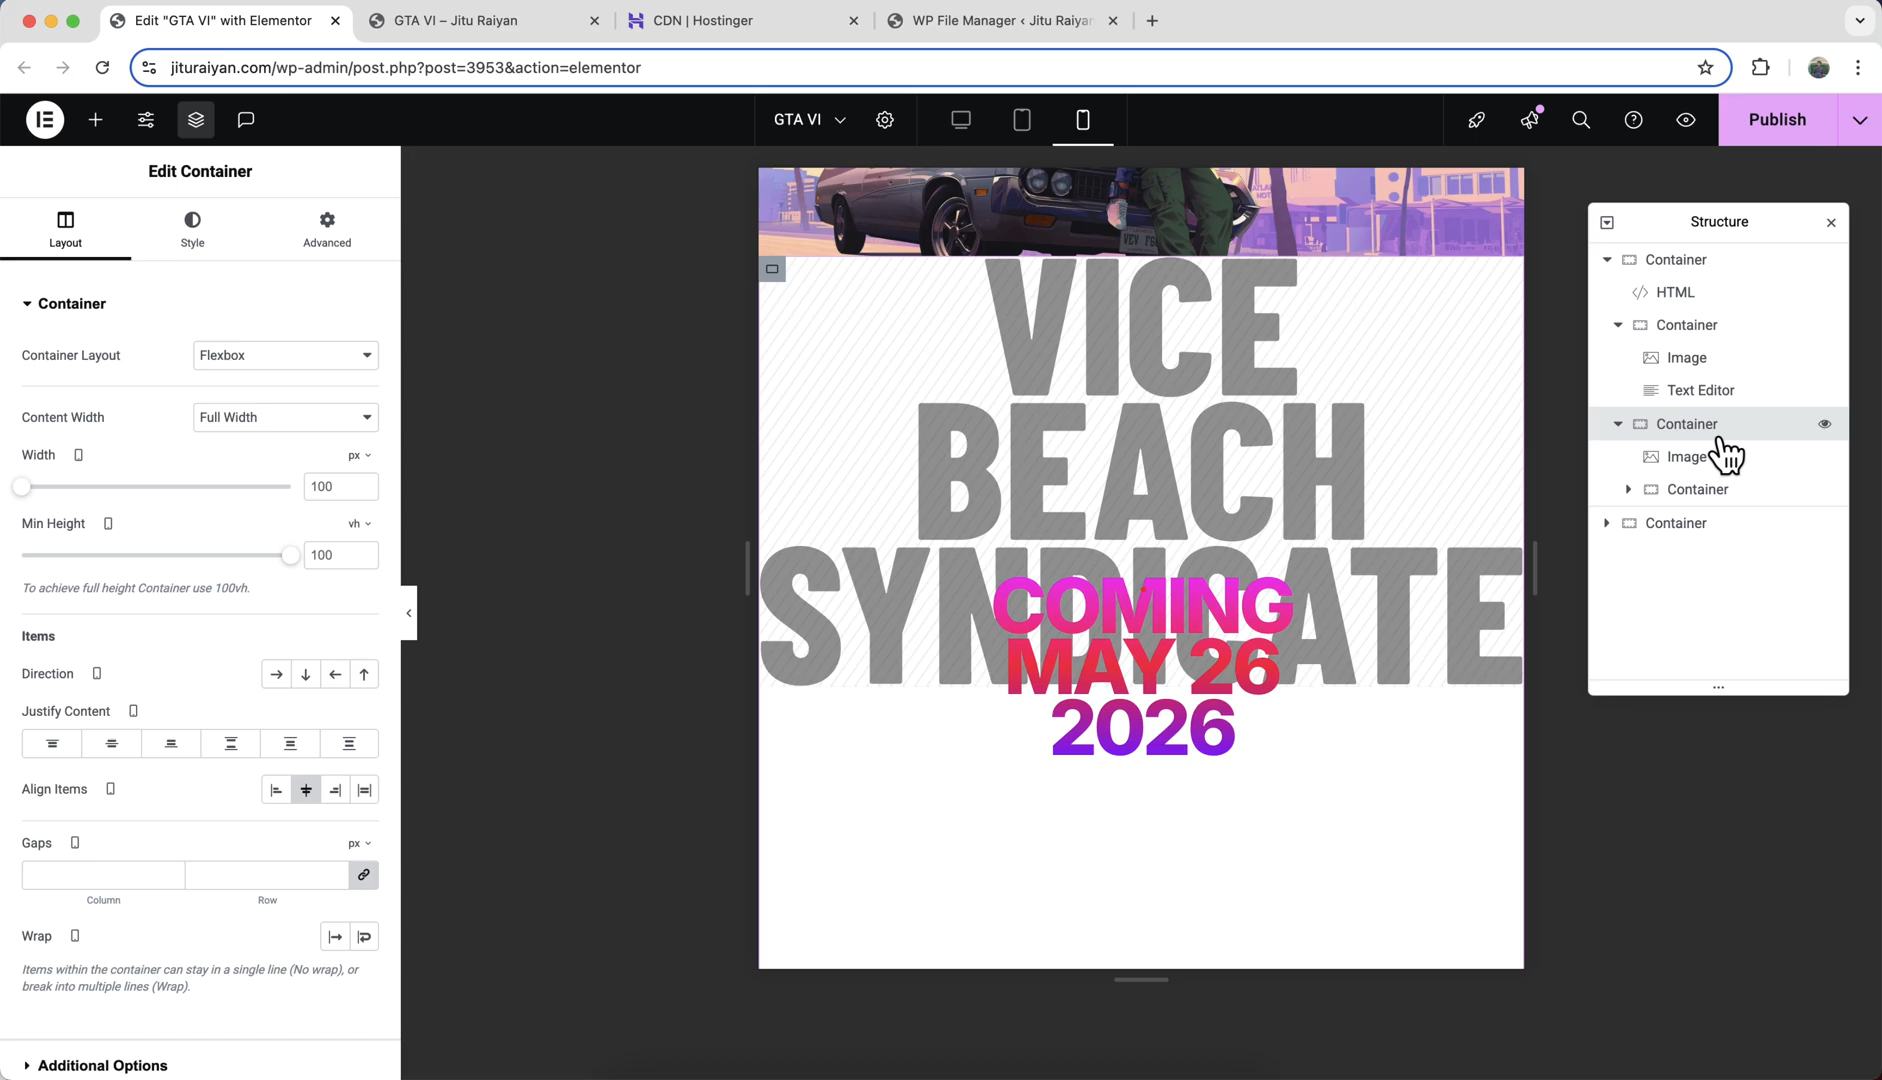 Edit "GTA VI" with Elementor
GTA VI – Jitu Raiyan
CDN | Hostinger
WP File Manager ‹ Jitu Raiyan
jituraiyan.com/wp-admin/post.php?post=3953&action=elementor
GTA VI
Publish
Edit Container
Layout
Style
Advanced
Container
Container Layout
Flexbox
Content Width
Full Width
Width
px
100
Min Height
vh
100
To achieve full height Container use 100vh.
Items
Direction
Justify Content
Align Items
Gaps
px
Column
Row
Wrap
Items within the container can stay in a single line (No wrap), or
break into multiple lines (Wrap).
Additional Options
VICE
BEACH
SYNDICATE
COMING
MAY 26
2026
Structure
Container
HTML
Container
Image
Text Editor
Container
Image
Container
Container